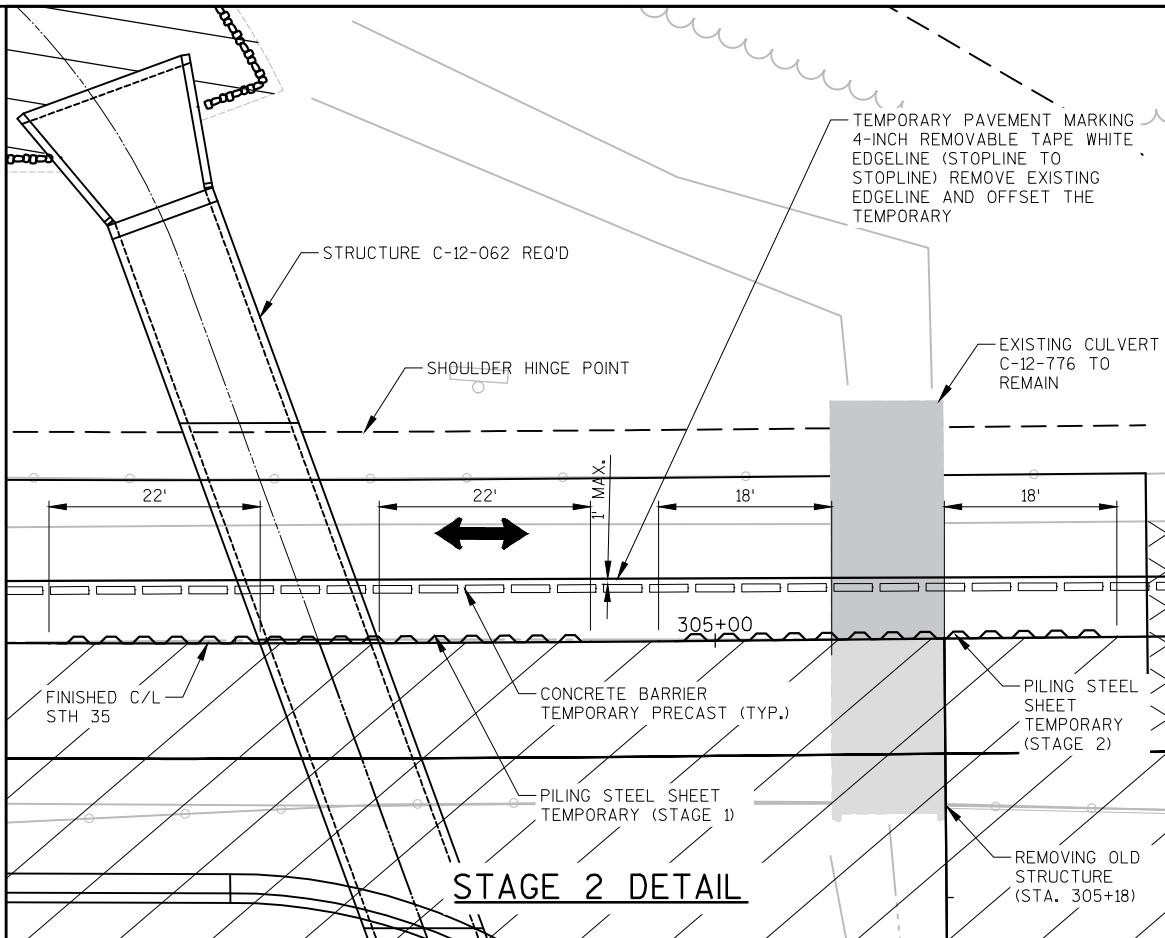 TEMPORARY PAVEMENT MARKING
4-INCH REMOVABLE TAPE WHITE
EDGELINE (STOPLINE TO
STOPLINE) REMOVE EXISTING
EDGELINE AND OFFSET THE
TEMPORARY
STRUCTURE C-12-062 REQ'D
EXISTING CULVERT
C-12-776 TO
REMAIN
SHOULDER HINGE POINT
22'
22'
1' MAX.
18'
18'
305+00
FINISHED C/L
STH 35
CONCRETE BARRIER
TEMPORARY PRECAST (TYP.)
PILING STEEL
SHEET
TEMPORARY
(STAGE 2)
PILING STEEL SHEET
TEMPORARY (STAGE 1)
REMOVING OLD
STRUCTURE
(STA. 305+18)
STAGE 2 DETAIL